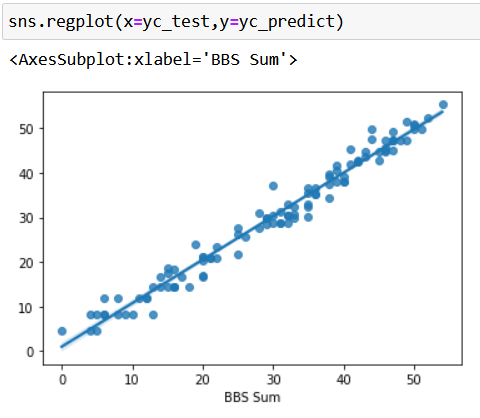 sns.regplot(x=yc_test,y=yc_predict)
<AxesSubplot:xlabel='BBS Sum'>
50
40
30
20
10
0
0 10 20 30 40 50
BBS Sum